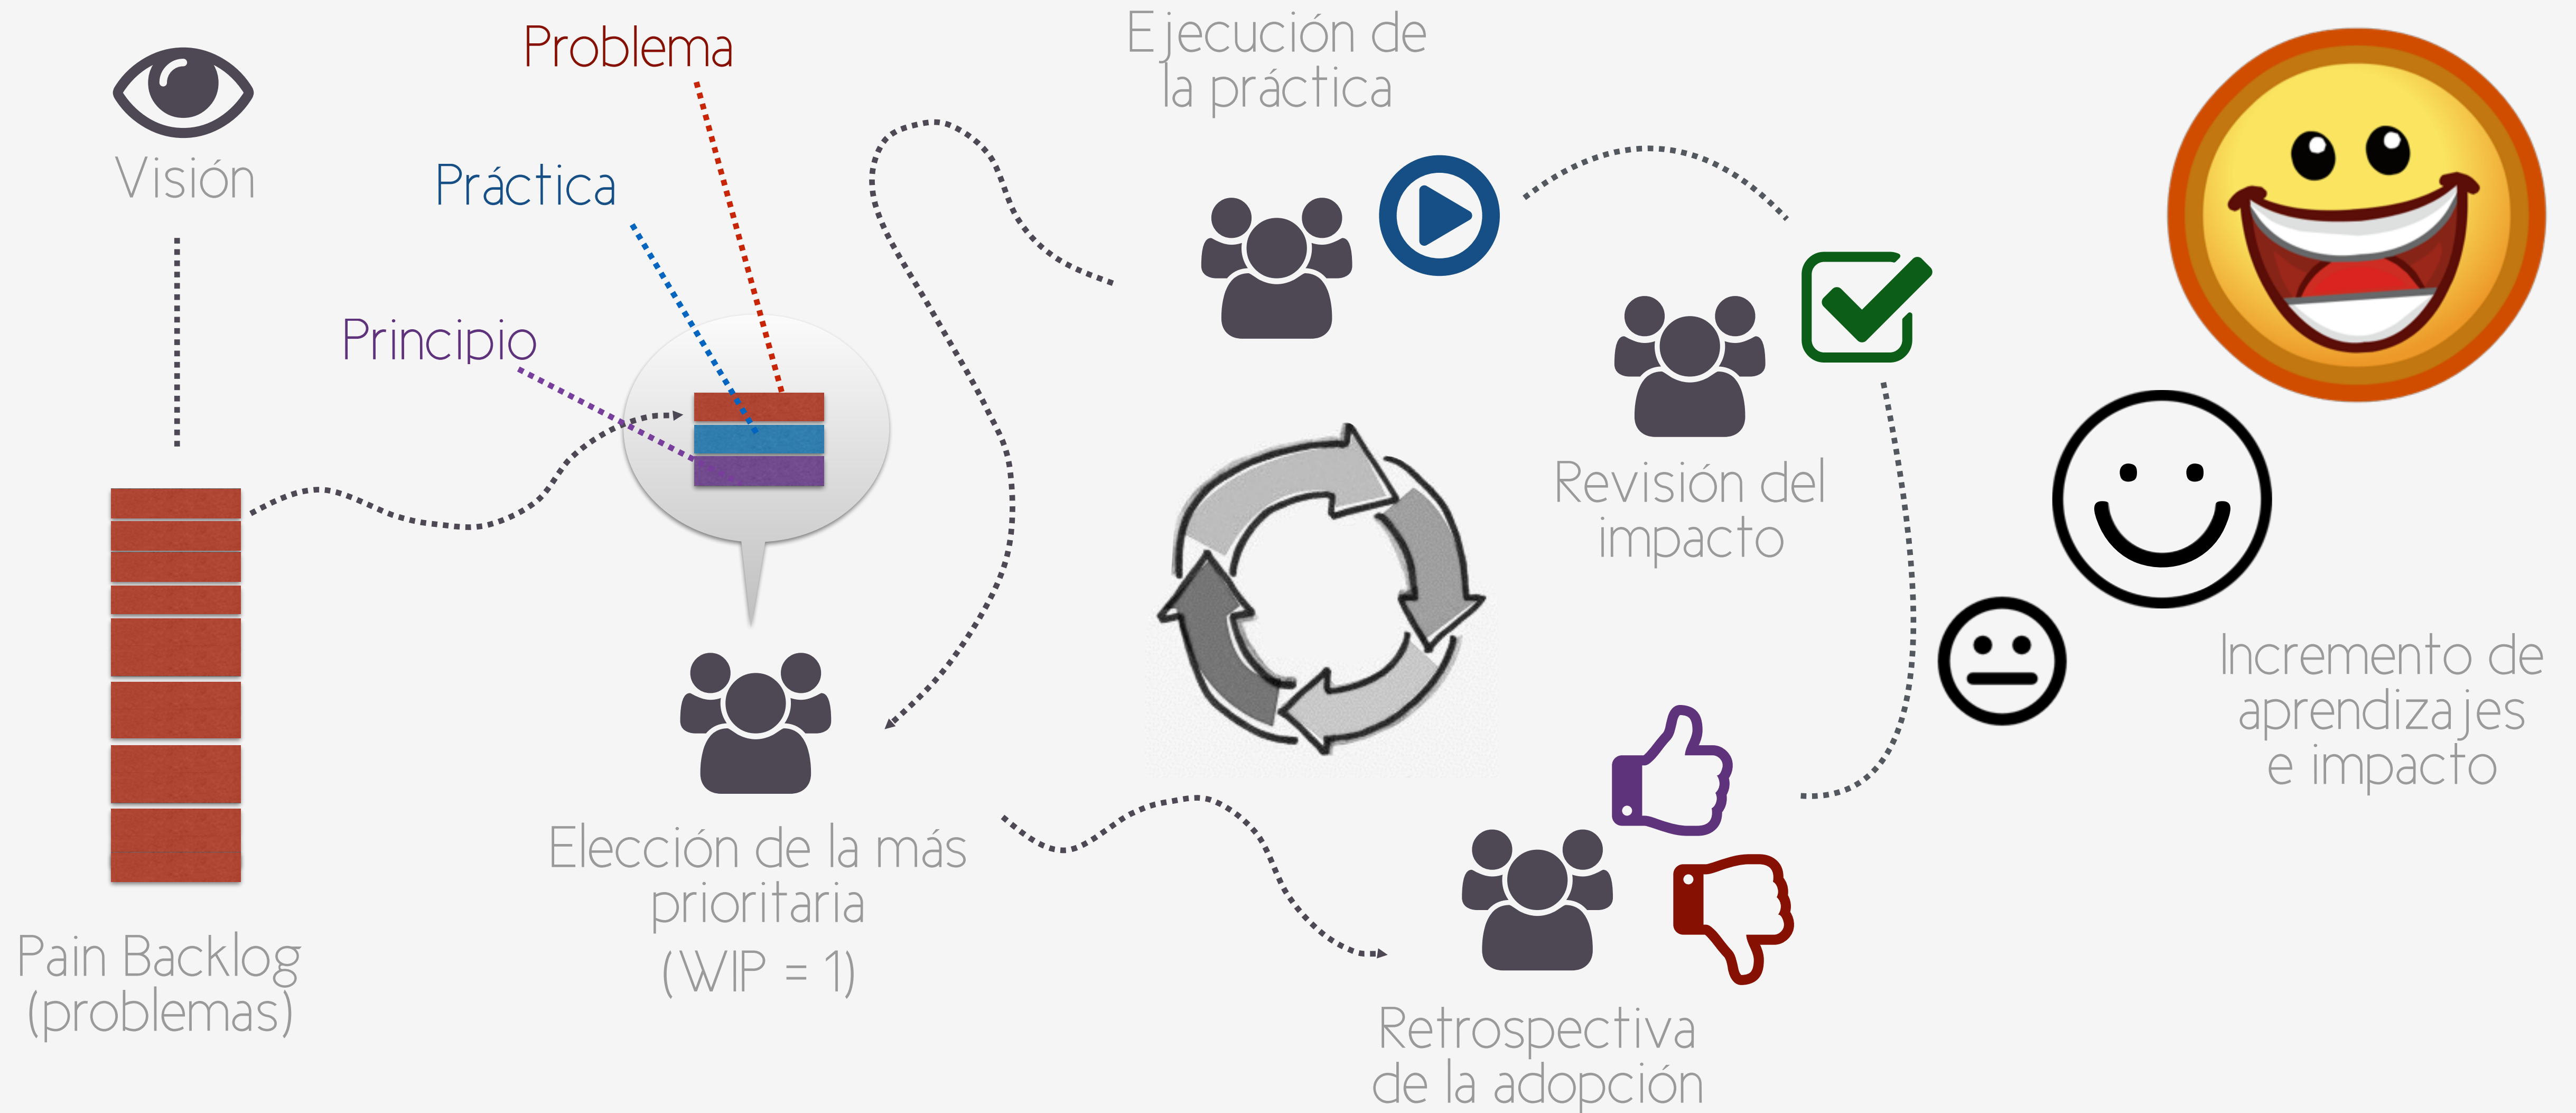 Visión
Pain Backlog
(problemas)
Problema
Práctica
Principio
Elección de la más
prioritaria
(WIP = 1)
Ejecución de
la práctica
Revisión del
impacto
Retrospectiva
de la adopción
Incremento de
aprendizajes
e impacto